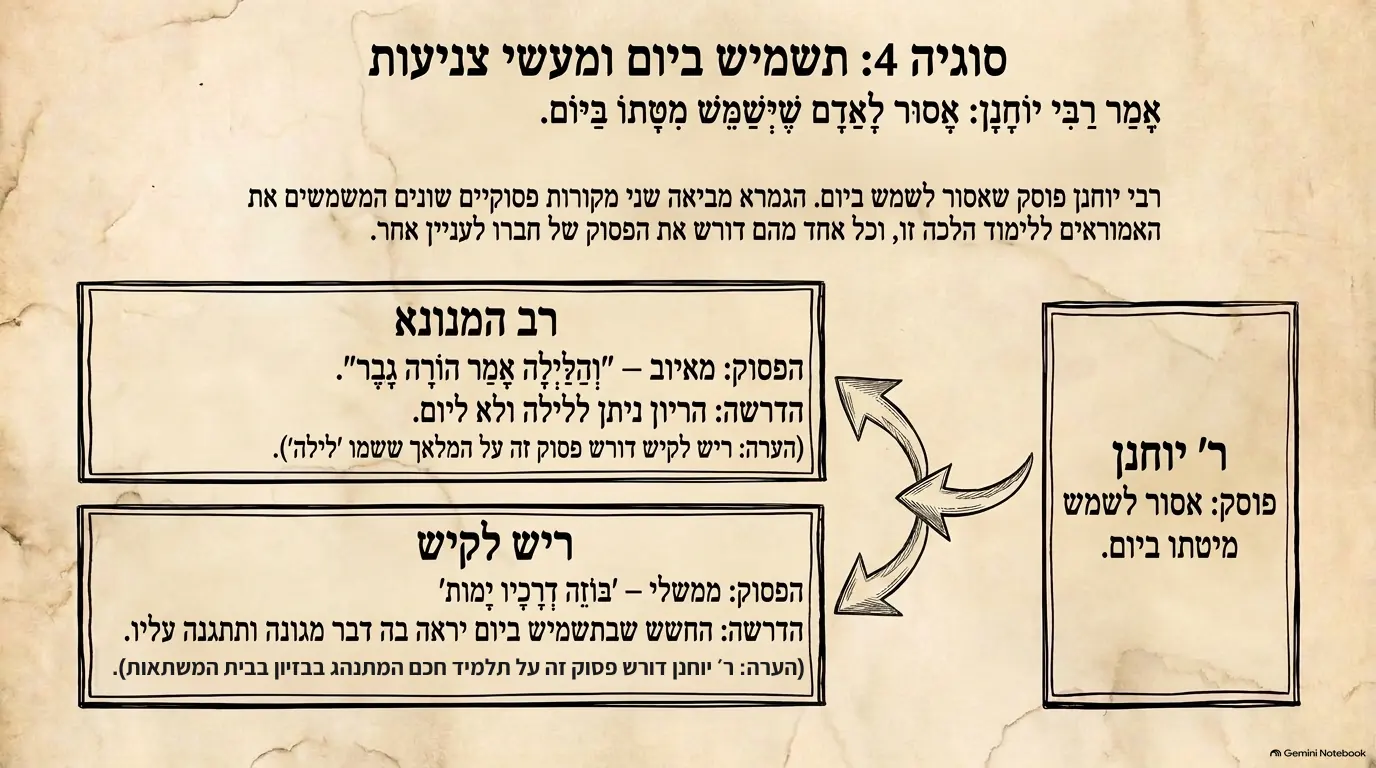 סוגיה 4: תשמיש ביום ומעשי צניעות
אָמַר רַבִּי יוֹחָנָן: אָסוּר לָאַדָם שֶׁיְּשַׁמֵּשׁ מִטָּתוֹ בַּיּוֹם.
רבי יוחנן פוסק שאסור לשמש ביום. הגמרא מביאה שני מקורות פסוקיים שונים המשמשים את
האמוראים ללימוד הלכה זו, וכל אחד מהם דורש את הפסוק של חברו לעניין אחר.
ר' יוחנן
פוסק: אסור לשמש
מיטתו ביום.
רב המנונא
הפסוק: מאיוב – "וְהַלַּיְלָה אָמַר הוֹרָה גָבֶר".
הדרשה: הריון ניתן ללילה ולא ליום.
(הערה: ריש לקיש דורש פסוק זה על המלאך ששמו 'לילה').
ריש לקיש
הפסוק: ממשלי – 'בּוֹזֵה דְרָכָיו יָמוּת'
הדרשה: החשש שבתשמיש ביום יראה בה דבר מגונה ותתגנה עליו.
(הערה: ר' יוחנן דורש פסוק זה על תלמיד חכם המתנהג בבזיון בבית המשתאות).
Gemini Notebook